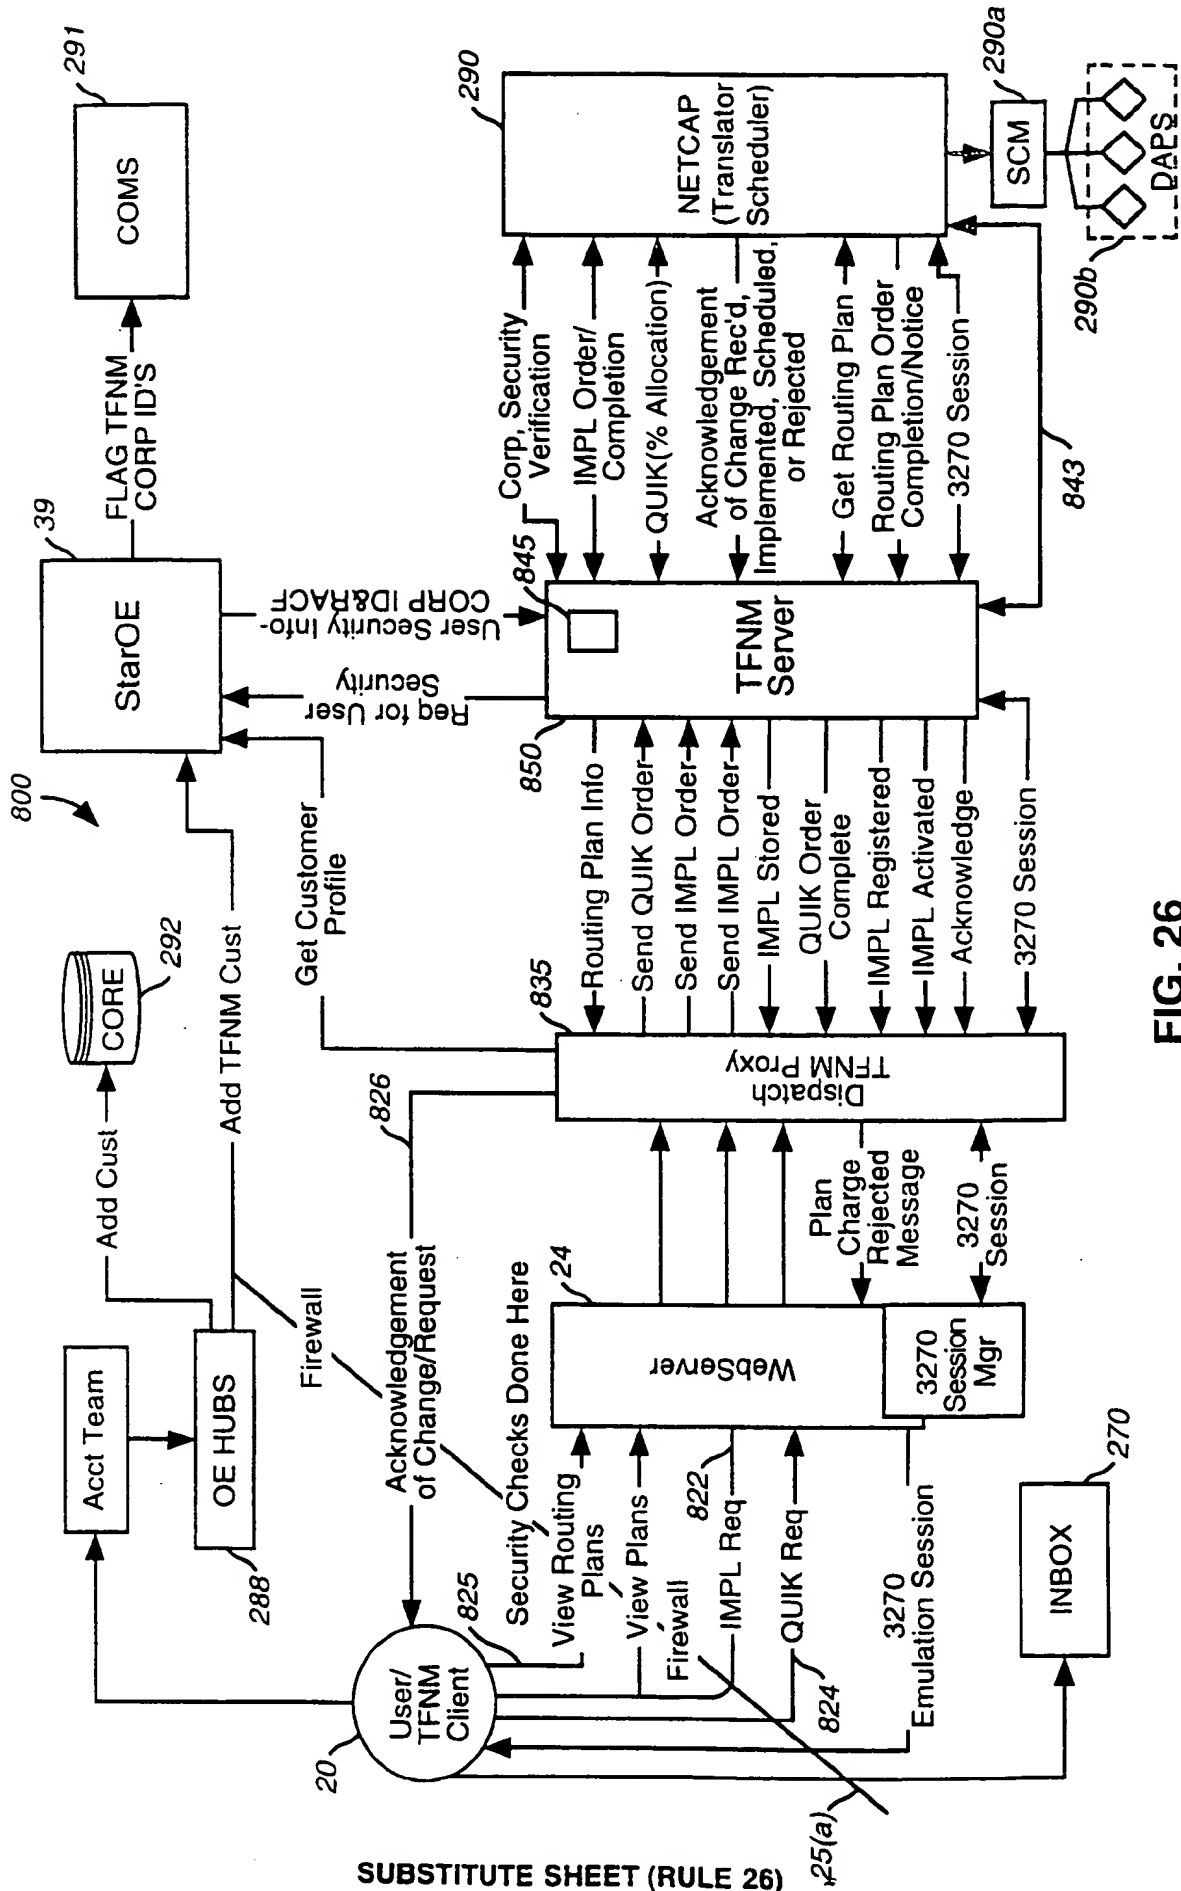 800
291
COMS
FLAG TFNM
CORP ID'S
39
StarOE
292
CORE
Add Cust
Add TFNM Cust
Acct Team
OE HUBS
288
Firewall
Get Customer
Profile
Req for User
Security
User Security Info-
CORP ID&RACF
826
Acknowledgement
of Change/Request
20
User/
TFNM
Client
825
Security Checks Done Here
View Routing
Plans
View Plans
Firewall
IMPL Req
822
QUIK Req
824
3270
Emulation Session
24
WebServer
3270
Session
Mgr
Plan
Charge
Rejected
Message
3270
Session
835
Dispatch
TFNM Proxy
Routing Plan Info
Send QUIK Order
Send IMPL Order
Send IMPL Order
IMPL Stored
QUIK Order
Complete
IMPL Registered
IMPL Activated
Acknowledge
3270 Session
850
845
TFNM
Server
Corp, Security
Verification
IMPL Order/
Completion
QUIK(% Allocation)
Acknowledgement
of Change Rec'd,
Implemented, Scheduled,
or Rejected
Get Routing Plan
Routing Plan Order
Completion/Notice
3270 Session
843
290
NETCAP
(Translator
Scheduler)
290a
SCM
290b
DAPS
INBOX
270
25(a)
FIG. 26
SUBSTITUTE SHEET (RULE 26)